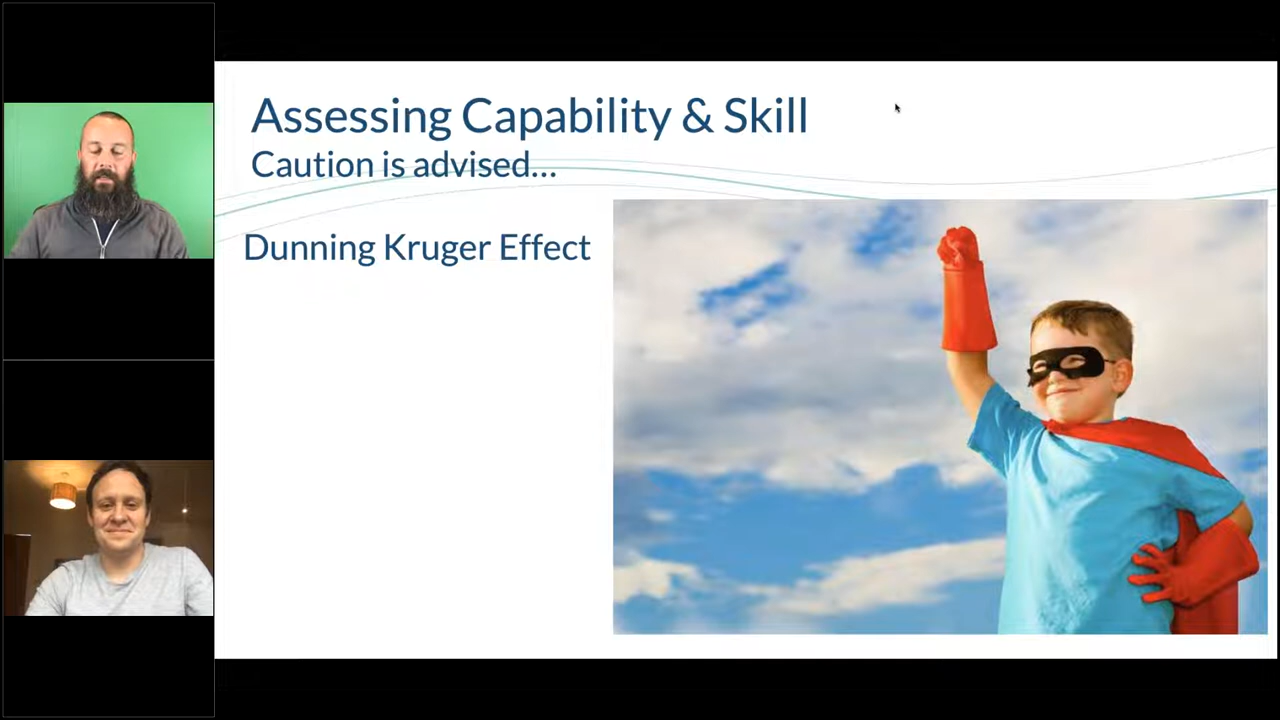 Assessing Capability & Skill
Caution is advised...
Dunning Kruger Effect